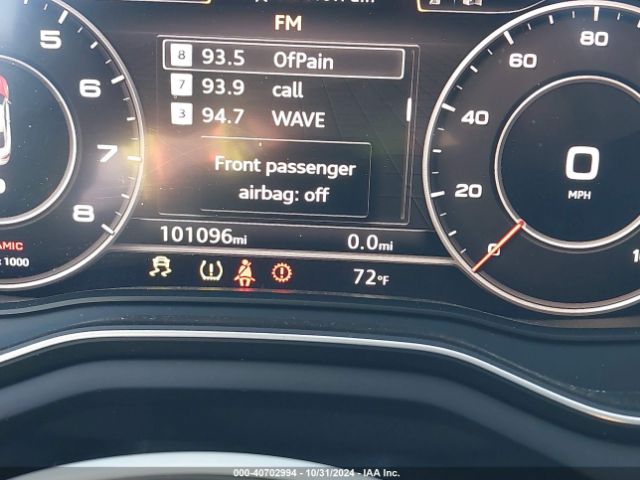 FM
8 93.5 OfPain
7 93.9 call
3 94.7 WAVE
Front passenger
airbag: off
5
6
7
8
1000
101096mi 0.0mi
72°F
80
60
40
20
0
0
MPH
000-40702994 - 10/31/2024 - IAA Inc.